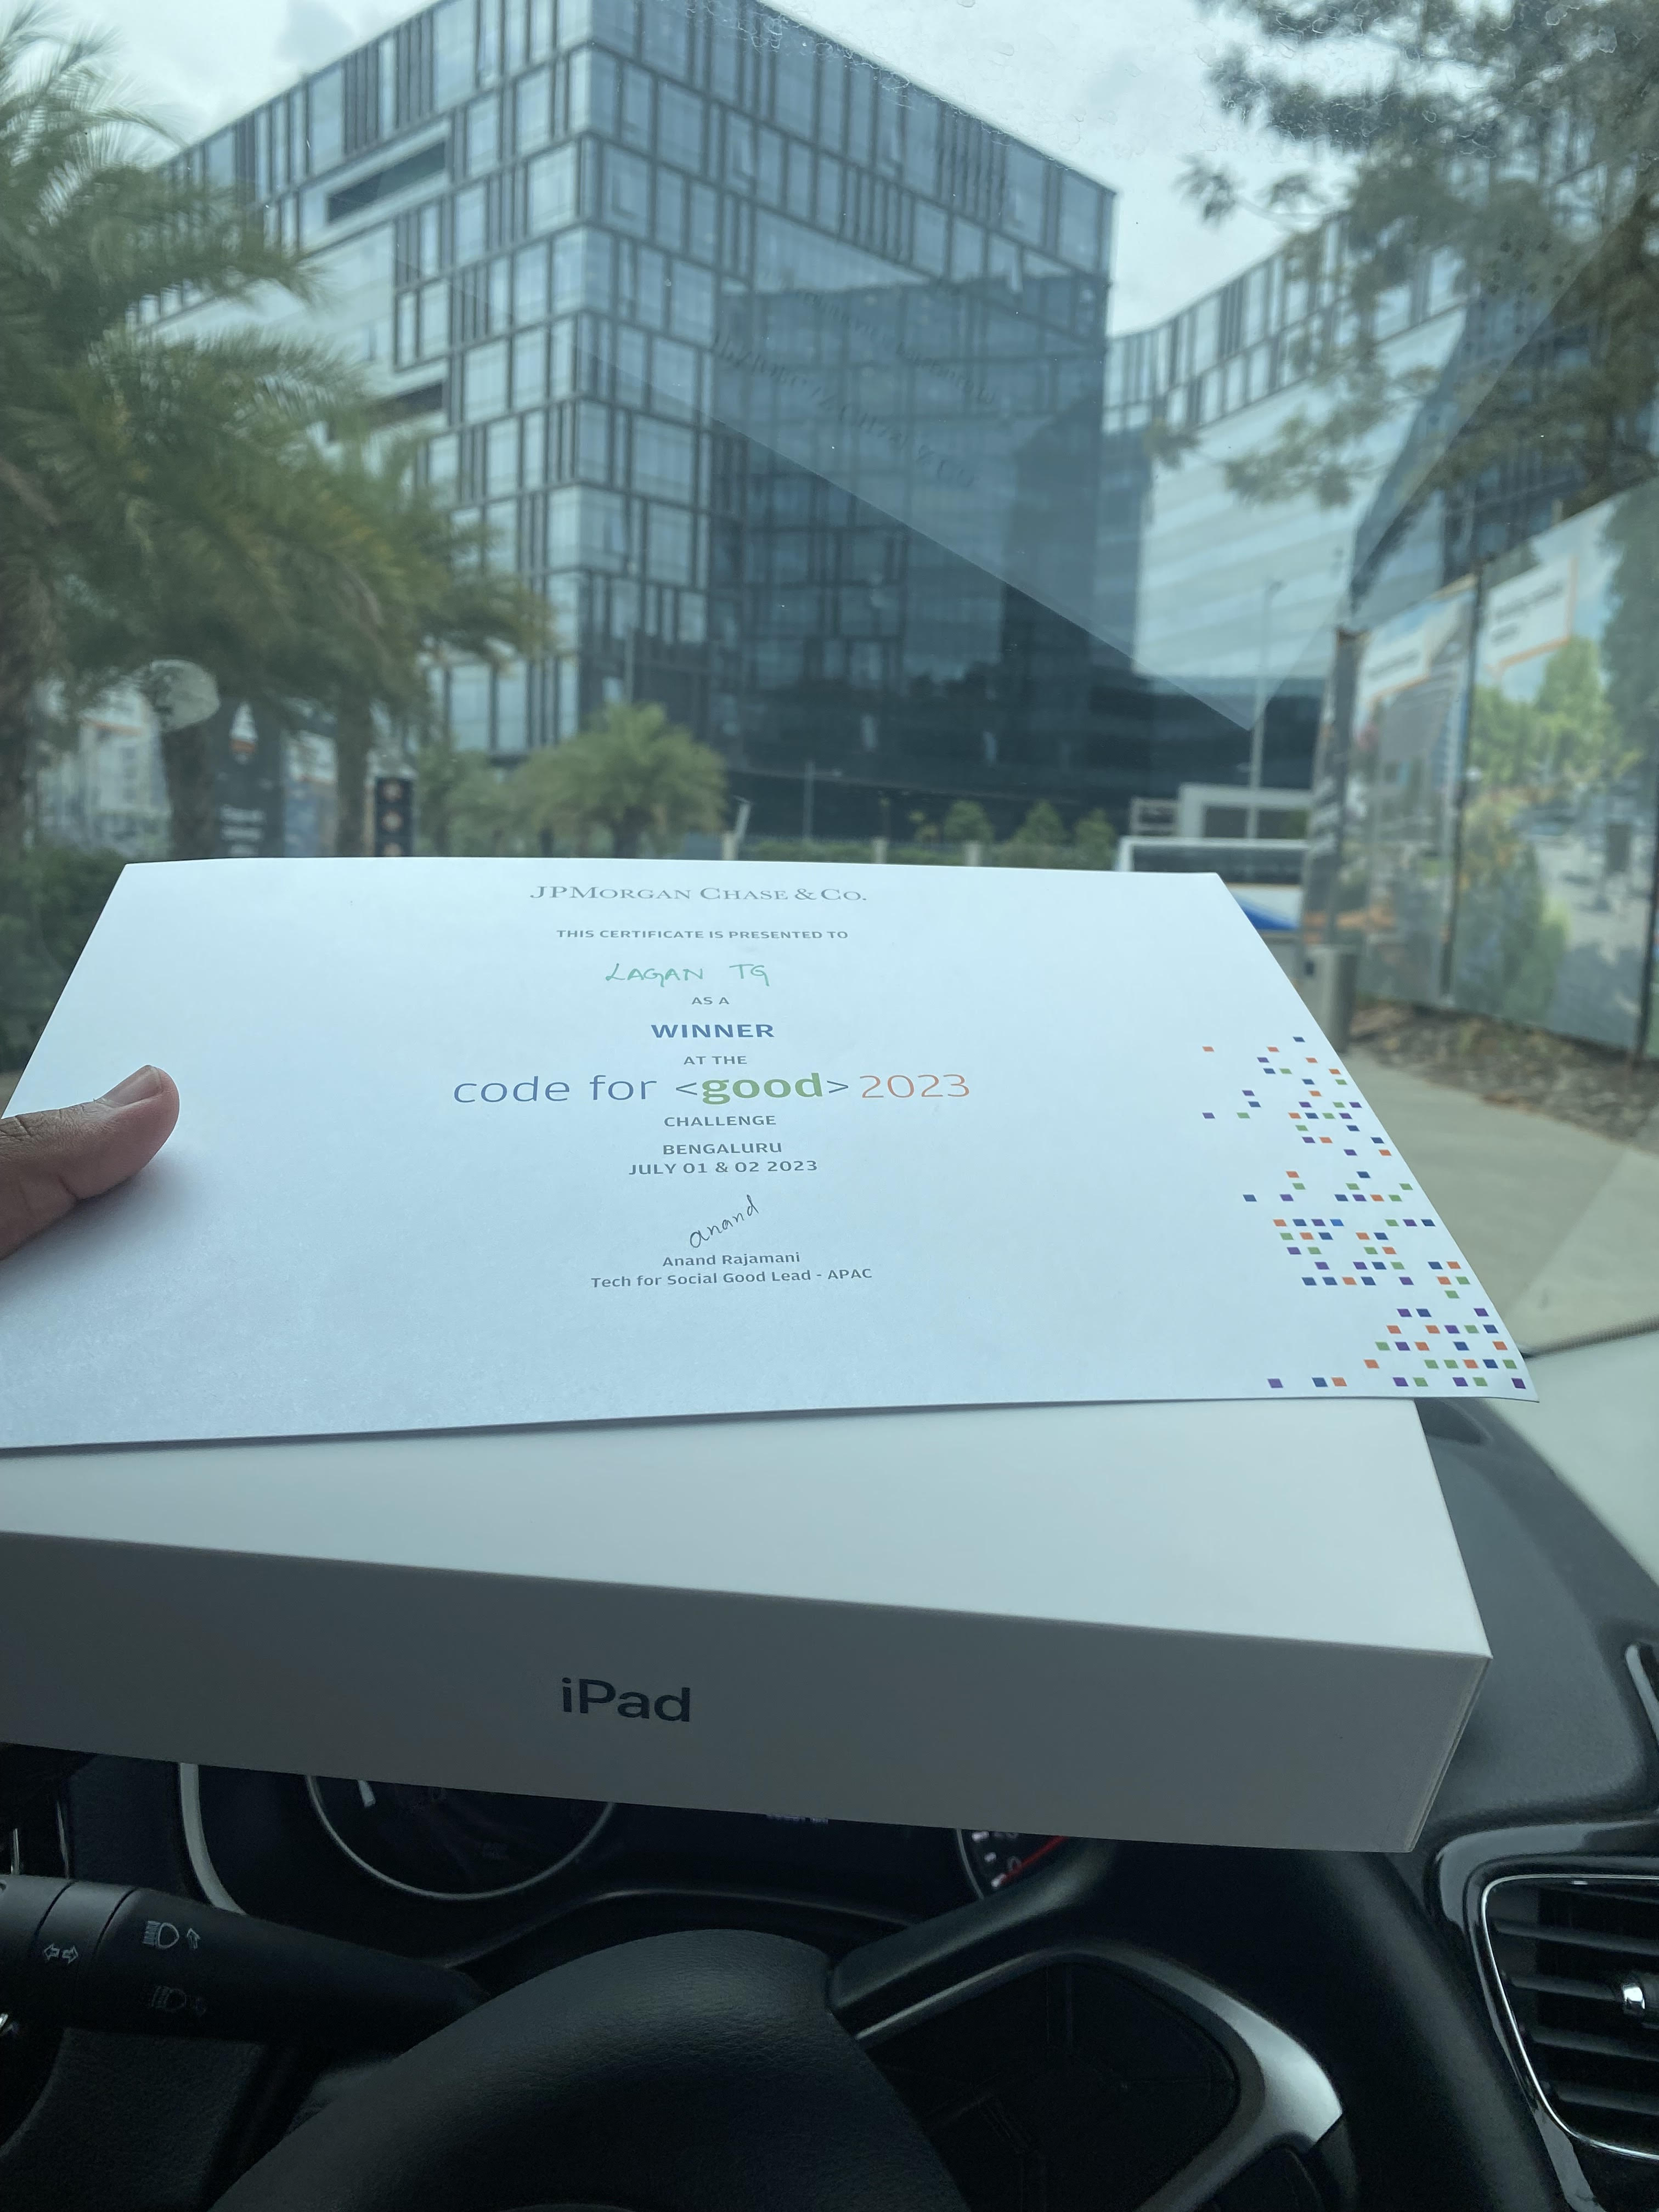 JPMORGAN CHASE & CO.
THIS CERTIFICATE IS PRESENTED TO
LAGAN TG
AS A
WINNER
AT THE
code for <good> 2023
CHALLENGE
BENGALURU
JULY 01 & 02 2023
anand
Anand Rajamani
Tech for Social Good Lead - APAC
iPad